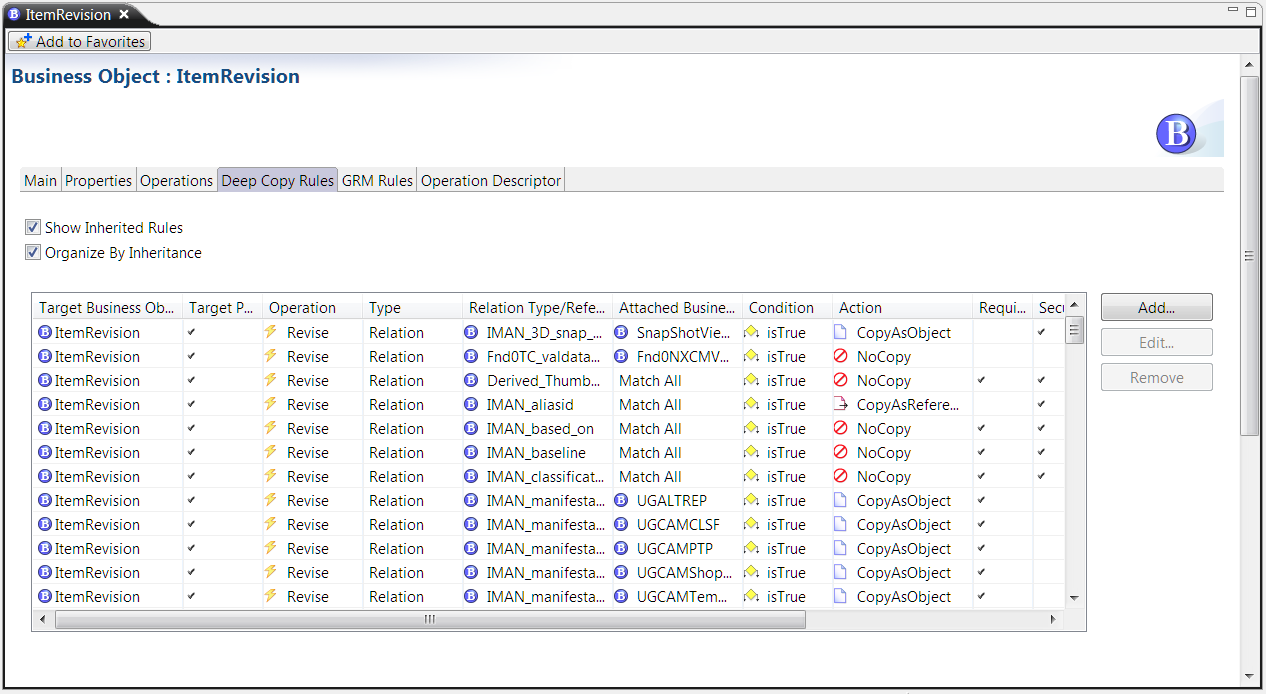 ItemRevision
Add to Favorites
Business Object : ItemRevision
B
Main Properties Operations Deep Copy Rules GRM Rules Operation Descriptor
Show Inherited Rules
Organize By Inheritance
Target Business Ob... Target P... Operation Type Relation Type/Refe... Attached Busine... Condition Action Requi... Secu
ItemRevision Revise Relation IMAN_3D_snap_... SnapShotVie... isTrue CopyAsObject
ItemRevision Revise Relation Fnd0TC_valdata... Fnd0NXCMV... isTrue NoCopy
ItemRevision Revise Relation Derived_Thumb... Match All isTrue NoCopy
ItemRevision Revise Relation IMAN_aliasid Match All isTrue CopyAsRefere...
ItemRevision Revise Relation IMAN_based_on Match All isTrue NoCopy
ItemRevision Revise Relation IMAN_baseline Match All isTrue NoCopy
ItemRevision Revise Relation IMAN_classificat... Match All isTrue NoCopy
ItemRevision Revise Relation IMAN_manifesta... UGALTREP isTrue CopyAsObject
ItemRevision Revise Relation IMAN_manifesta... UGCAMCLSF isTrue CopyAsObject
ItemRevision Revise Relation IMAN_manifesta... UGCAMPTP isTrue CopyAsObject
ItemRevision Revise Relation IMAN_manifesta... UGCAMShop... isTrue CopyAsObject
ItemRevision Revise Relation IMAN_manifesta... UGCAMTem... isTrue CopyAsObject
Add...
Edit...
Remove